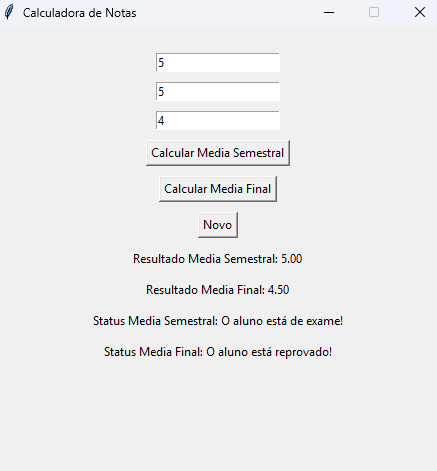 Calculadora de Notas
5
5
4
Calcular Media Semestral
Calcular Media Final
Novo
Resultado Media Semestral: 5.00
Resultado Media Final: 4.50
Status Media Semestral: O aluno está de exame!
Status Media Final: O aluno está reprovado!